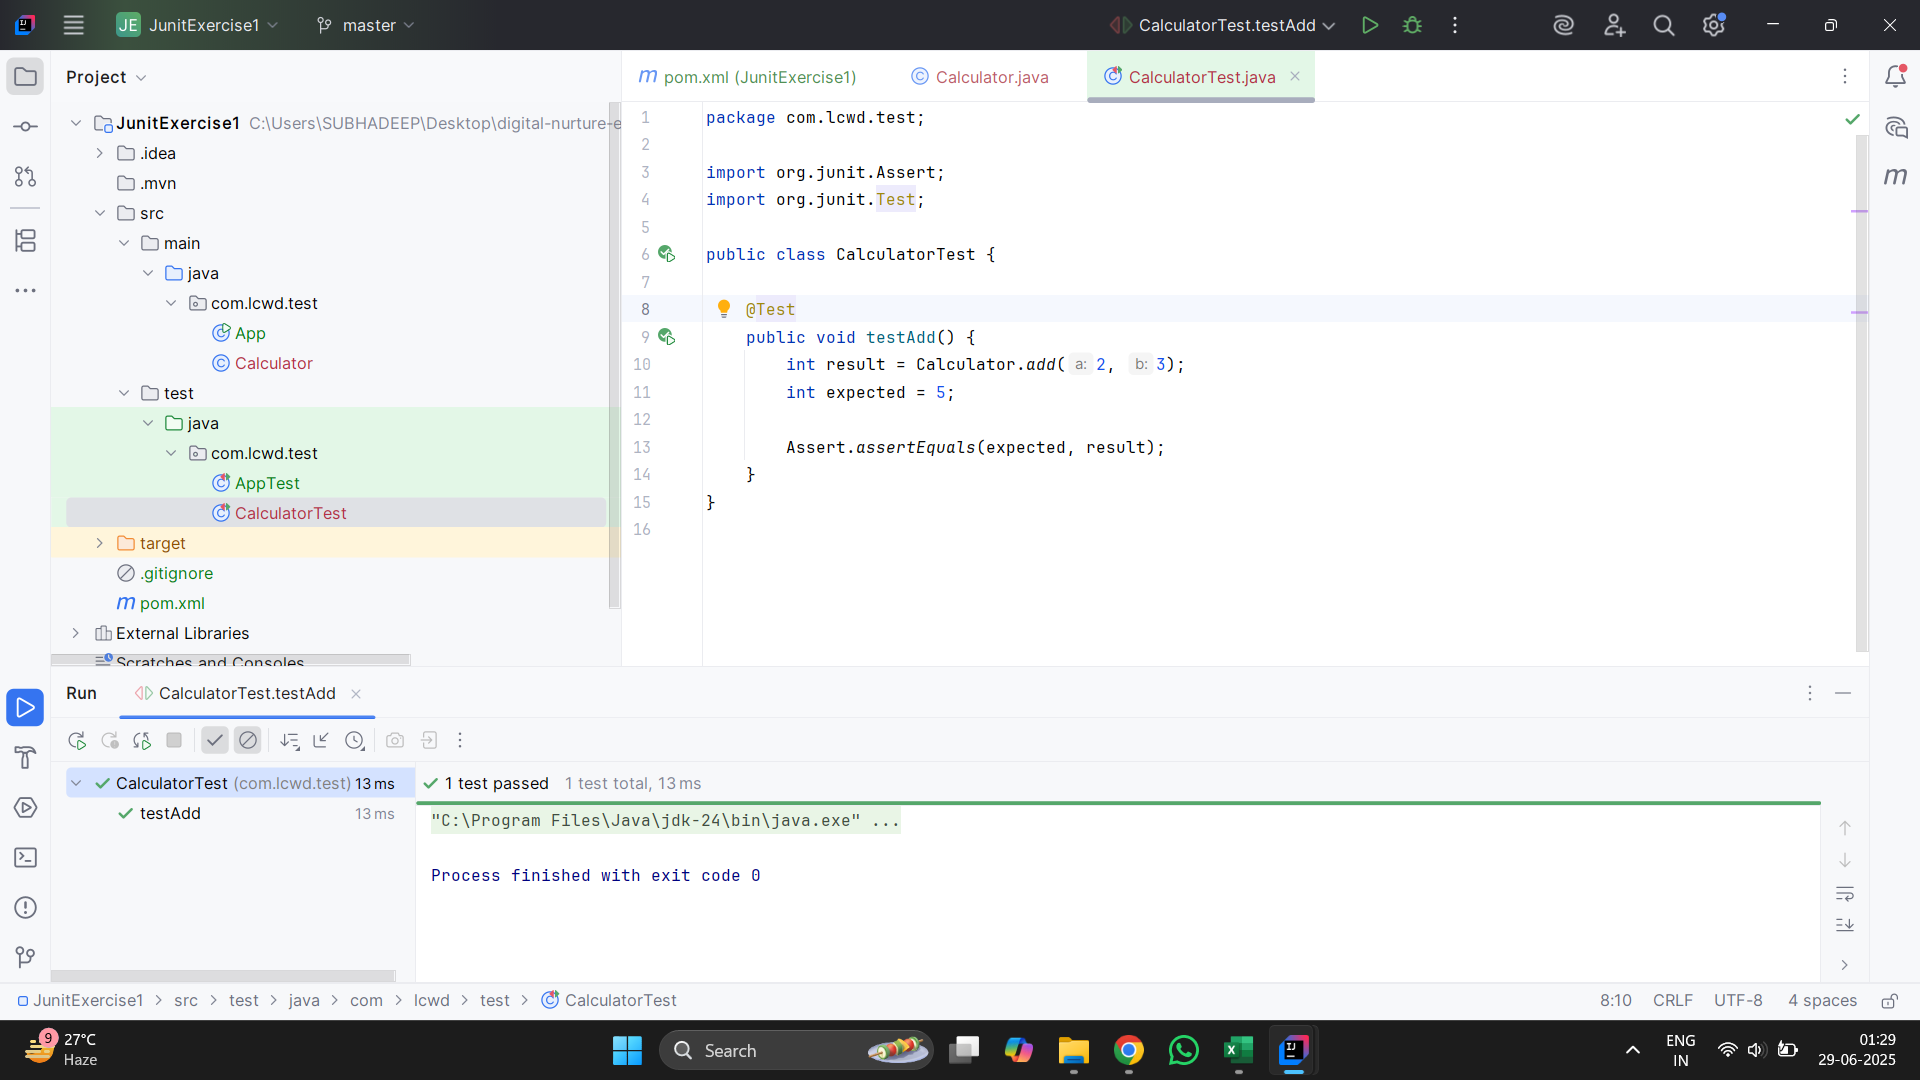 JE JunitExercise1 master CalculatorTest.testAdd
Project
JunitExercise1 C:\Users\SUBHADEEP\Desktop\digital-nurture-e
.idea
.mvn
src
main
java
com.lcwd.test
App
Calculator
test
java
com.lcwd.test
AppTest
CalculatorTest
target
.gitignore
m pom.xml
External Libraries
Scratches and Consoles
m pom.xml (JunitExercise1) Calculator.java CalculatorTest.java
1 package com.lcwd.test;
2
3 import org.junit.Assert;
4 import org.junit.Test;
5
6 public class CalculatorTest {
7
8 @Test
9 public void testAdd() {
10 int result = Calculator.add( a: 2, b: 3);
11 int expected = 5;
12
13 Assert.assertEquals(expected, result);
14 }
15 }
16
m
Run CalculatorTest.testAdd
CalculatorTest (com.lcwd.test) 13 ms
testAdd 13 ms
1 test passed 1 test total, 13 ms
"C:\Program Files\Java\jdk-24\bin\java.exe" ...
Process finished with exit code 0
JunitExercise1 > src > test > java > com > lcwd > test > CalculatorTest
8:10 CRLF UTF-8 4 spaces
9 27°C
Haze
Search
ENG
IN
01:29
29-06-2025